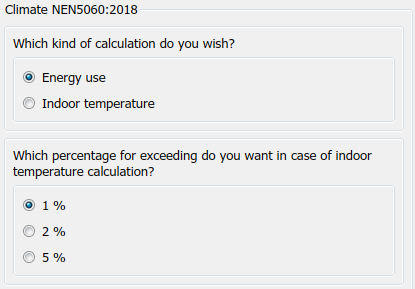 Climate NEN5060:2018
Which kind of calculation do you wish?
Energy use
Indoor temperature
Which percentage for exceeding do you want in case of indoor
temperature calculation?
1 %
2 %
5 %